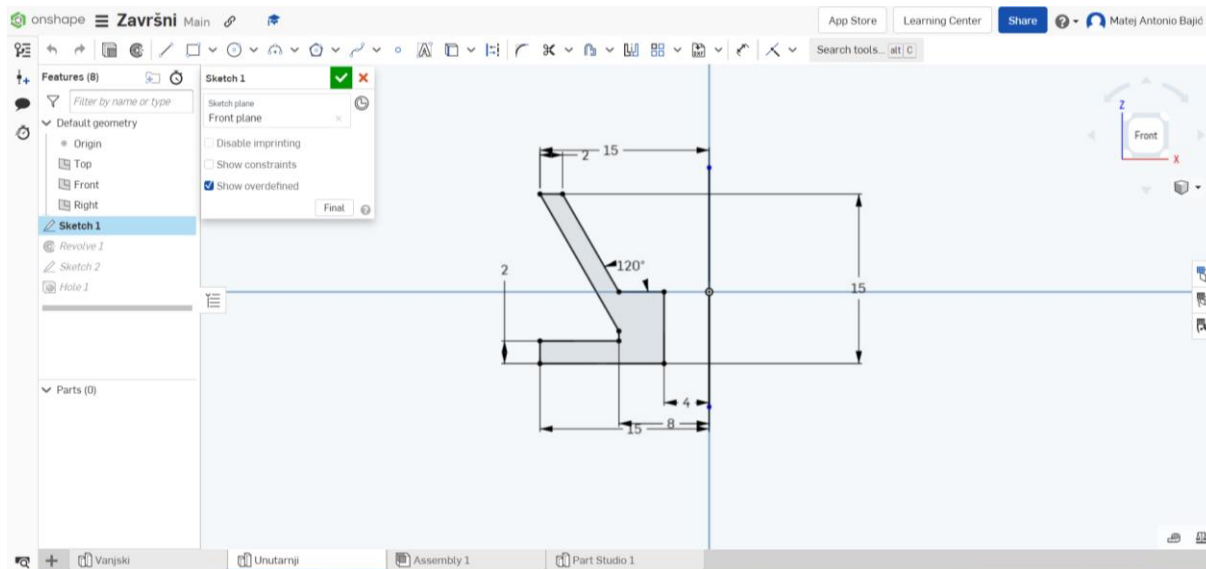 onshape Završni Main App Store Learning Center Share Matej Antonio Bajić
Search tools... alt C
Features (8)
Filter by name or type
Default geometry
Origin
Top
Front
Right
Sketch 1
Revolve 1
Sketch 2
Hole 1
Parts (0)
Sketch 1
Sketch plane
Front plane
Disable imprinting
Show constraints
Show overdefined
Final
15
2
120°
2
15
4
8
15
Z
Front
X
Vanjski Unutarnji Assembly 1 Part Studio 1